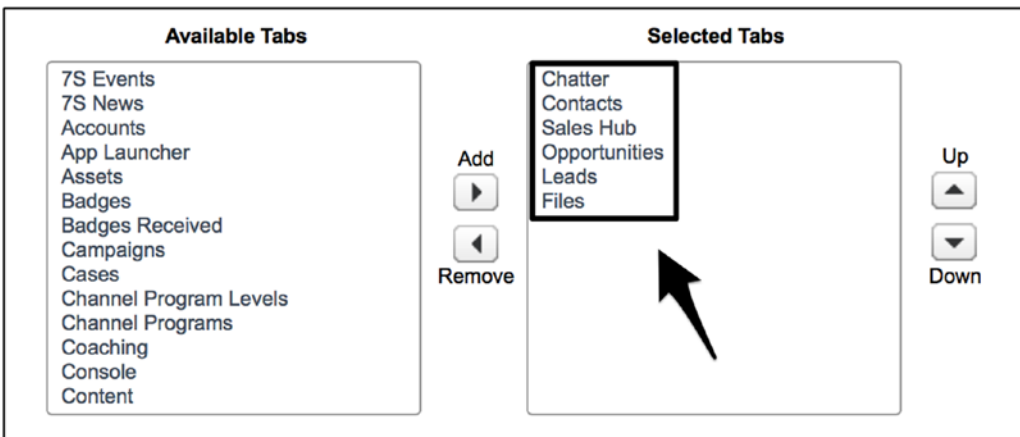 Available Tabs
7S Events
7S News
Accounts
App Launcher
Assets
Badges
Badges Received
Campaigns
Cases
Channel Program Levels
Channel Programs
Coaching
Console
Content
Add
Remove
Selected Tabs
Chatter
Contacts
Sales Hub
Opportunities
Leads
Files
Up
Down